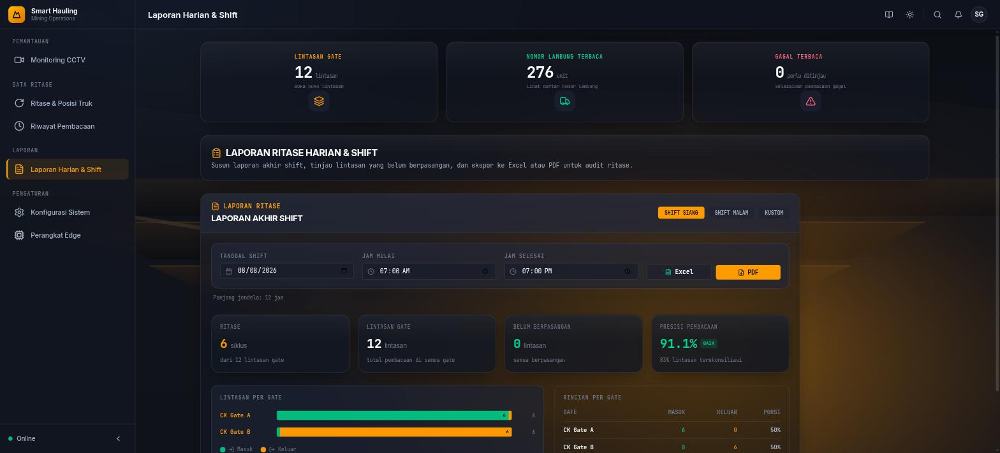 Smart Hauling
Mining Operations
Laporan Harian & Shift
SG
PEMANTAUAN
Monitoring CCTV
DATA RITASE
Ritase & Posisi Truk
Riwayat Pembacaan
LAPORAN
Laporan Harian & Shift
PENGATURAN
Konfigurasi Sistem
Perangkat Edge
Online
LINTASAN GATE
12 lintasan
Buka buku lintasan
NOMOR LAMBUNG TERBACA
276 unit
Lihat daftar nomor lambung
GAGAL TERBACA
0 perlu ditinjau
Selesaikan pembacaan gagal
LAPORAN RITASE HARIAN & SHIFT
Susun laporan akhir shift, tinjau lintasan yang belum berpasangan, dan ekspor ke Excel atau PDF untuk audit ritase.
LAPORAN RITASE
LAPORAN AKHIR SHIFT
SHIFT SIANG SHIFT MALAM KUSTOM
TANGGAL SHIFT JAM MULAI JAM SELESAI
08/08/2026 07:00 AM 07:00 PM Excel PDF
Panjang jendela: 12 jam
RITASE
6 siklus
dari 12 lintasan gate
LINTASAN GATE
12 lintasan
total pembacaan di semua gate
BELUM BERPASANGAN
0 lintasan
semua berpasangan
PRESISI PEMBACAAN
91.1% BAIK
83% lintasan terekonsiliasi
LINTASAN PER GATE
CK Gate A 6 6
CK Gate B 6 6
Masuk Keluar
RINCIAN PER GATE
GATE MASUK KELUAR PORSI
CK Gate A 6 0 50%
CK Gate B 0 6 50%